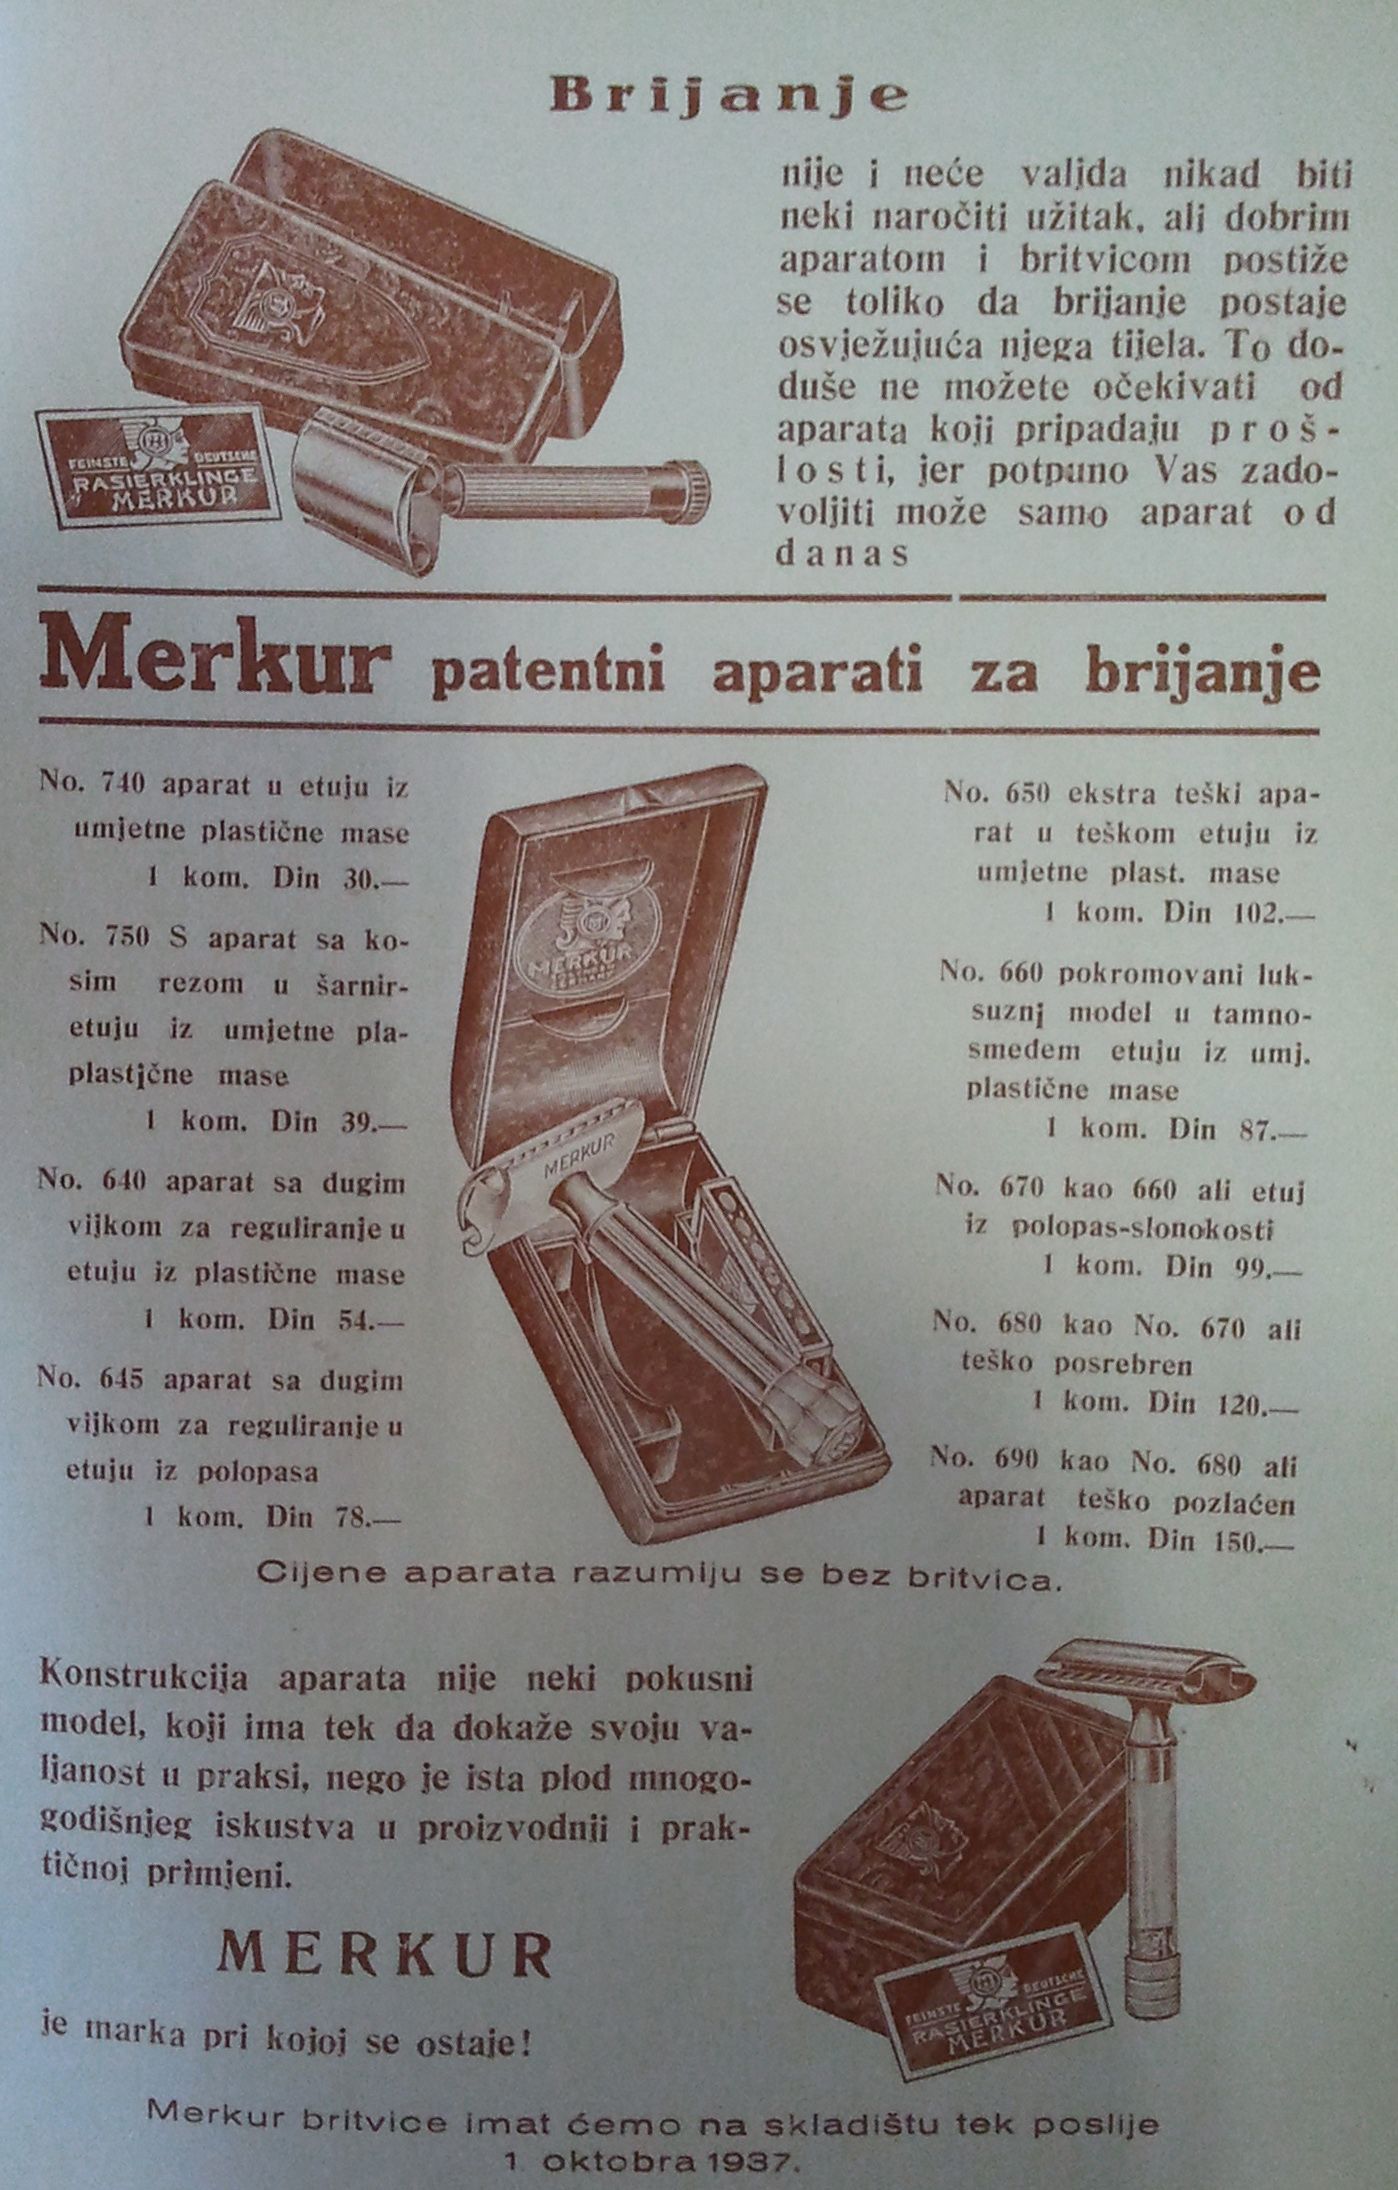 Brijanje
nije i neće valjda nikad biti
neki naročiti užitak, ali dobrim
aparatom i britvicom postiže
se toliko da brijanje postaje
osvježujuća njega tijela. To do-
duše ne možete očekivati od
aparata koji pripadaju proš-
losti, jer potpuno Vas zado-
voljiti može samo aparat od
danas
FEINSTE DEUTSCHE
RASIERKLINGE
MERKUR
Merkur patentni aparati za brijanje
No. 740 aparat u etuju iz
umjetne plastične mase
1 kom. Din 30.—
No. 750 S aparat sa ko-
sim rezom u šarnir-
etuju iz umjetne pla-
plastjčne mase
1 kom. Din 39.—
No. 640 aparat sa dugim
vijkom za reguliranje u
etuju iz plastične mase
1 kom. Din 54.—
No. 645 aparat sa dugim
vijkom za reguliranje u
etuju iz polopasa
1 kom. Din 78.—
MERKUR
MERKUR
No. 650 ekstra teški apa-
rat u teškom etuju iz
umjetne plast. mase
1 kom. Din 102.—
No. 660 pokromovani luk-
suznj model u tamno-
smeđem etuju iz umj.
plastične mase
1 kom. Din 87.—
No. 670 kao 660 ali etuj
iz polopas-slonokosti
1 kom. Din 99.—
No. 680 kao No. 670 ali
teško posrebren
1 kom. Din 120.—
No. 690 kao No. 680 ali
aparat teško pozlaćen
1 kom. Din 150.—
Cijene aparata razumiju se bez britvica.
Konstrukcija aparata nije neki pokusni
model, koji ima tek da dokaže svoju va-
ljanost u praksi, nego je ista plod mnogo-
godišnjeg iskustva u proizvodnji i prak-
tičnoj primjeni.
MERKUR
je marka pri kojoj se ostaje!
FEINSTE DEUTSCHE
RASIERKLINGE
MERKUR
Merkur britvice imat ćemo na skladištu tek poslije
1. oktobra 1937.